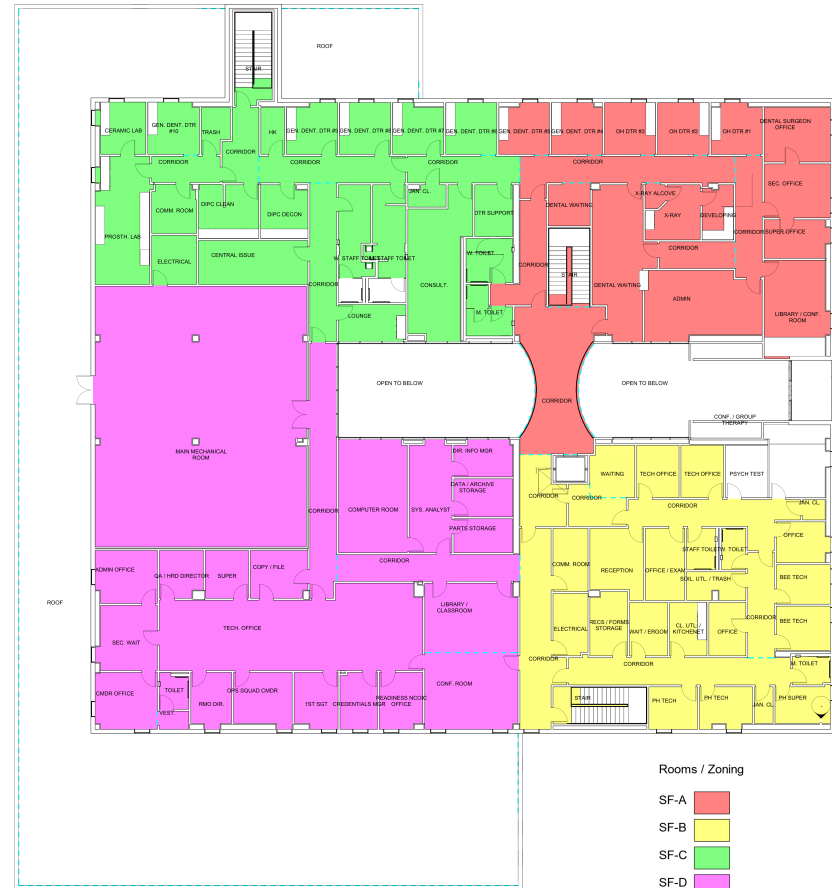 ROOF
STAIR
CERAMIC LAB
GEN. DENT. DTR
#10
TRASH
HK
GEN. DENT. DTR #9
GEN. DENT. DTR #8
GEN. DENT. DTR #7
GEN. DENT. DTR #6
GEN. DENT. DTR #5
GEN. DENT. DTR #4
OH DTR #3
OH DTR #2
OH DTR #1
DENTAL SURGEON
OFFICE
CORRIDOR
CORRIDOR
CORRIDOR
CORRIDOR
CORRIDOR
SEC. OFFICE
JAN. CL.
X-RAY ALCOVE
DIPC CLEAN
DIPC DECON
COMM. ROOM
DTR SUPPORT
DENTAL WAITING
X-RAY
DEVELOPING
PROSTH. LAB
CORRIDOR
SUPER OFFICE
ELECTRICAL
CENTRAL ISSUE
W. STAFF TOILET
M. STAFF TOILET
W. TOILET
CORRIDOR
CORRIDOR
STAIR
CORRIDOR
CONSULT.
DENTAL WAITING
ADMIN
LIBRARY / CONF.
ROOM
LOUNGE
M. TOILET
OPEN TO BELOW
OPEN TO BELOW
CORRIDOR
CONF. / GROUP
THERAPY
MAIN MECHANICAL
ROOM
DIR. INFO MGR
WAITING
TECH OFFICE
TECH OFFICE
PSYCH TEST
DATA / ARCHIVE
STORAGE
CORRIDOR
CORRIDOR
JAN. CL.
CORRIDOR
COMPUTER ROOM
SYS. ANALYST
CORRIDOR
PARTS STORAGE
OFFICE
STAFF TOILET
W. TOILET
CORRIDOR
COMM. ROOM
RECEPTION
OFFICE / EXAM
ADMIN OFFICE
QA / HRD DIRECTOR
SUPER
COPY / FILE
SOIL. UTL. / TRASH
BEE TECH
ROOF
LIBRARY /
CLASSROOM
CORRIDOR
BEE TECH
RECS / FORMS
STORAGE
ELECTRICAL
WAIT / ERGOM
CL. UTL. /
KITCHENET
OFFICE
TECH. OFFICE
SEC. WAIT
CORRIDOR
CORRIDOR
M. TOILET
CMDR OFFICE
TOILET
OPS SQUAD CMDR
CONF. ROOM
VEST.
RMO DIR.
1ST SGT
CREDENTIALS MGR
READINESS NCOIC
OFFICE
STAIR
PH TECH
PH TECH
JAN. CL.
PH SUPER
Rooms / Zoning
SF-A
SF-B
SF-C
SF-D